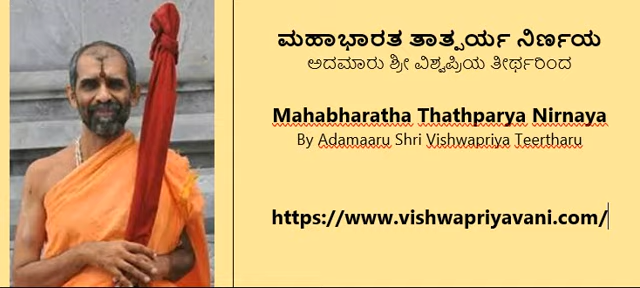 ಮಹಾಭಾರತ ತಾತ್ಪರ್ಯ ನಿರ್ಣಯ
ಅದಮಾರು ಶ್ರೀ ವಿಶ್ವಪ್ರಿಯ ತೀರ್ಥರಿಂದ
Mahabharatha Thathparya Nirnaya
By Adamaaru Shri Vishwapriya Teertharu
https://www.vishwapriyavani.com/